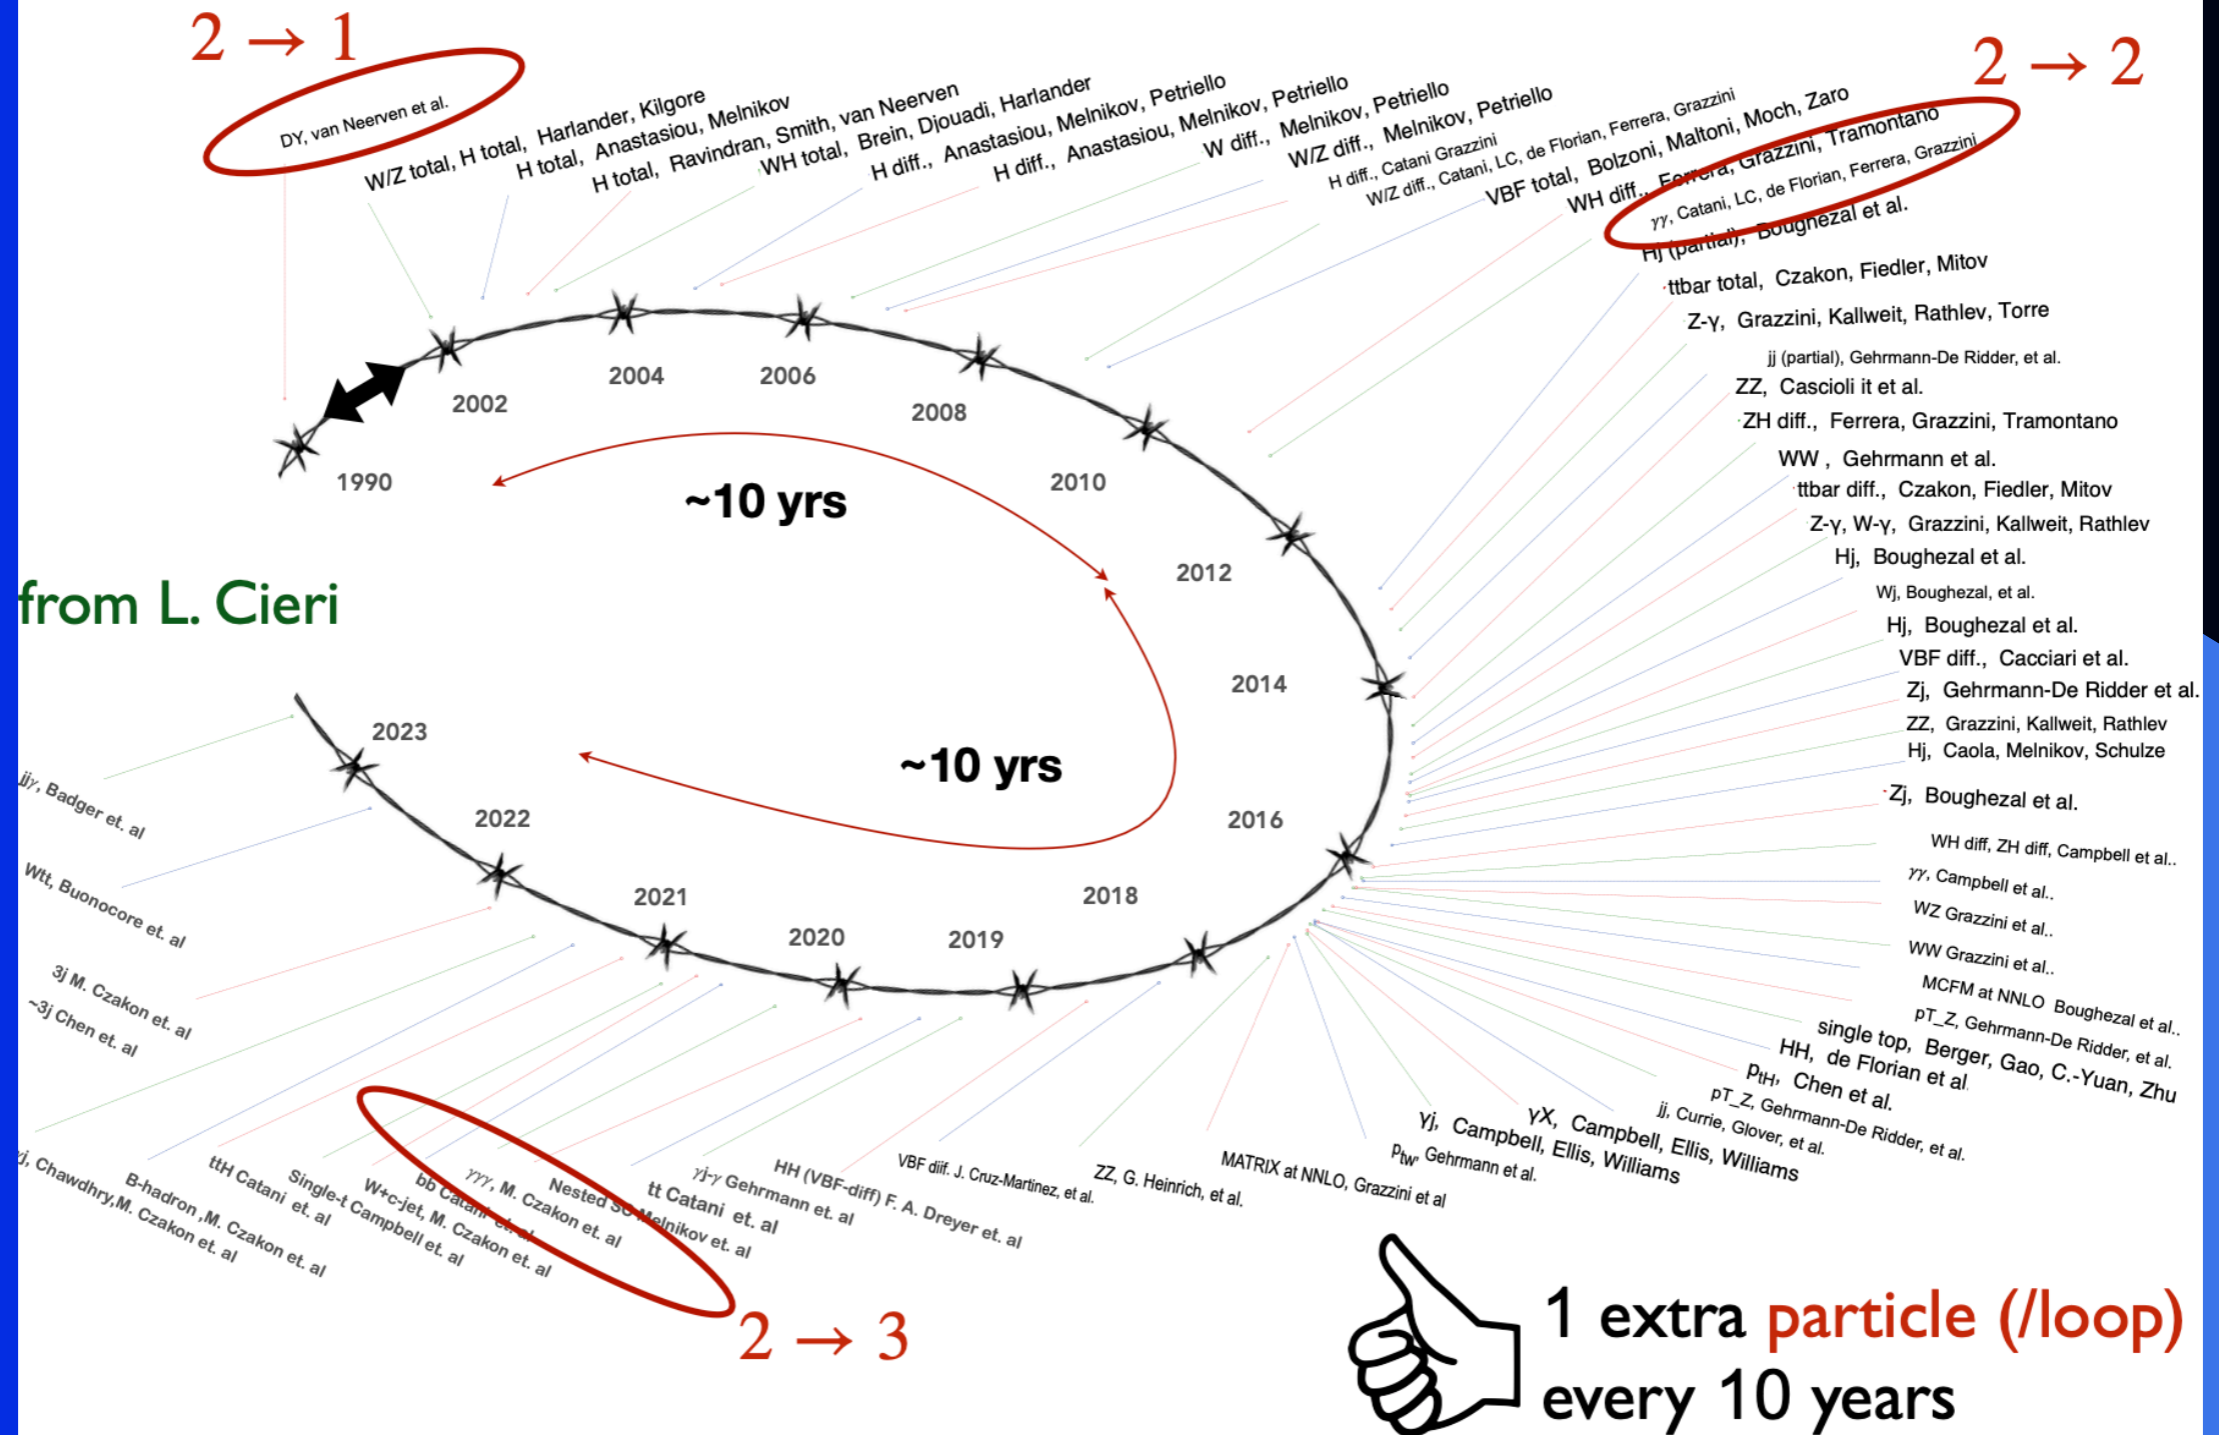 2 → 1
2 → 2
DY, van Neerven et al.
W/Z total, H total, Harlander, Kilgore
H total, Anastasiou, Melnikov
H total, Ravindran, Smith, van Neerven
WH total, Brein, Djouadi, Harlander
H diff., Anastasiou, Melnikov, Petriello
H diff., Anastasiou, Melnikov, Petriello
W diff., Melnikov, Petriello
W/Z diff., Melnikov, Petriello
H diff., Catani Grazzini
W/Z diff., Catani, LC, de Florian, Ferrera, Grazzini
VBF total, Bolzoni, Maltoni, Moch, Zaro
WH diff., Ferrera, Grazzini, Tramontano
γγ, Catani, LC, de Florian, Ferrera, Grazzini
Hj (partial), Boughezal et al.
ttbar total, Czakon, Fiedler, Mitov
Z-γ, Grazzini, Kallweit, Rathlev, Torre
jj (partial), Gehrmann-De Ridder, et al.
ZZ, Cascioli it et al.
ZH diff., Ferrera, Grazzini, Tramontano
WW , Gehrmann et al.
ttbar diff., Czakon, Fiedler, Mitov
Z-γ, W-γ, Grazzini, Kallweit, Rathlev
Hj, Boughezal et al.
Wj, Boughezal, et al.
Hj, Boughezal et al.
VBF diff., Cacciari et al.
Zj, Gehrmann-De Ridder et al.
ZZ, Grazzini, Kallweit, Rathlev
Hj, Caola, Melnikov, Schulze
Zj, Boughezal et al.
WH diff, ZH diff, Campbell et al..
γγ, Campbell et al..
WZ Grazzini et al..
WW Grazzini et al..
MCFM at NNLO Boughezal et al..
pT_Z, Gehrmann-De Ridder, et al.
single top, Berger, Gao, C.-Yuan, Zhu
HH, de Florian et al
ptH, Chen et al.
pT_Z, Gehrmann-De Ridder, et al.
jj, Currie, Glover, et al.
γX, Campbell, Ellis, Williams
γj, Campbell, Ellis, Williams
ptw, Gehrmann et al.
MATRIX at NNLO, Grazzini et al
ZZ, G. Heinrich, et al.
VBF diif. J. Cruz-Martinez, et al.
HH (VBF-diff) F. A. Dreyer et. al
γj-γ Gehrmann et. al
tt Catani et. al
Nested SC Melnikov et. al
γγγ, M. Czakon et. al
bb Catani et. al
W+c-jet, M. Czakon et. al
Single-t Campbell et. al
ttH Catani et. al
B-hadron ,M. Czakon et. al
γj, Chawdhry,M. Czakon et. al
~3j Chen et. al
3j M. Czakon et. al
Wtt, Buonocore et. al
jjγ, Badger et. al
1990
2002
2004
2006
2008
2010
2012
2014
2016
2018
2019
2020
2021
2022
2023
~10 yrs
~10 yrs
from L. Cieri
2 → 3
1 extra particle (/loop)
every 10 years